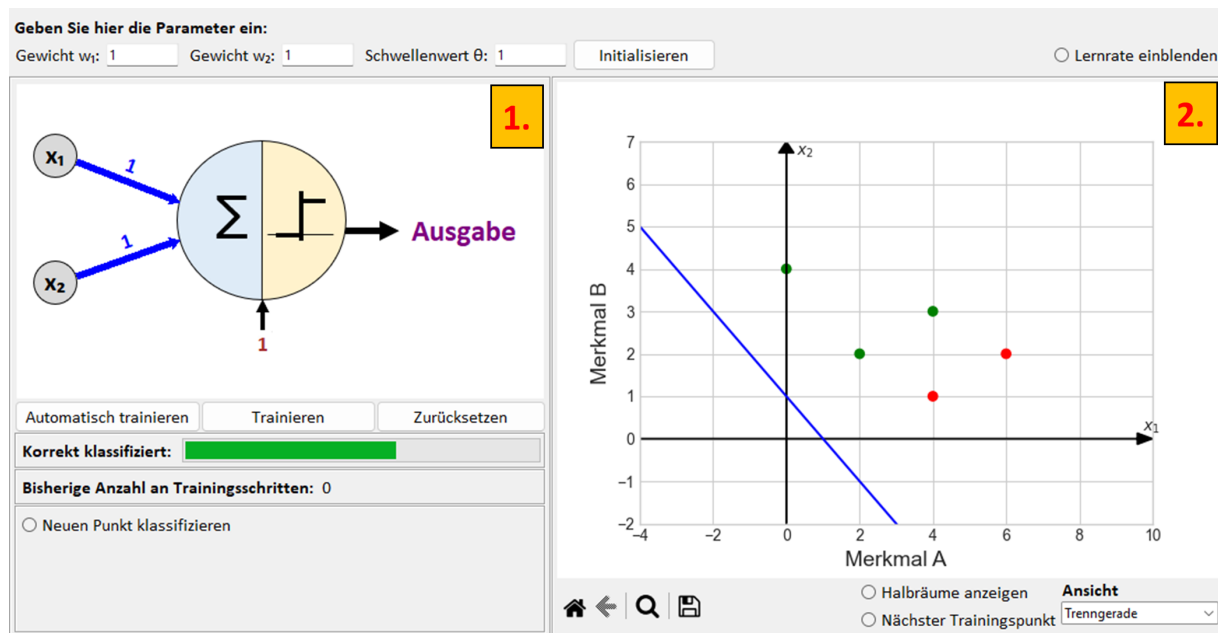 Geben Sie hier die Parameter ein:
Gewicht w₁: 1 Gewicht w₂: 1 Schwellenwert θ: 1 Initialisieren Lernrate einblenden
1.
x₁
1
Σ
Ausgabe
1
x₂
1
Automatisch trainieren Trainieren Zurücksetzen
Korrekt klassifiziert:
Bisherige Anzahl an Trainingsschritten: 0
Neuen Punkt klassifizieren
2.
7
6
5
4
3
2
1
0
−1
−2
x₂
x₁
Merkmal B
−4 −2 0 2 4 6 8 10
Merkmal A
Halbräume anzeigen
Nächster Trainingspunkt
Ansicht
Trenngerade